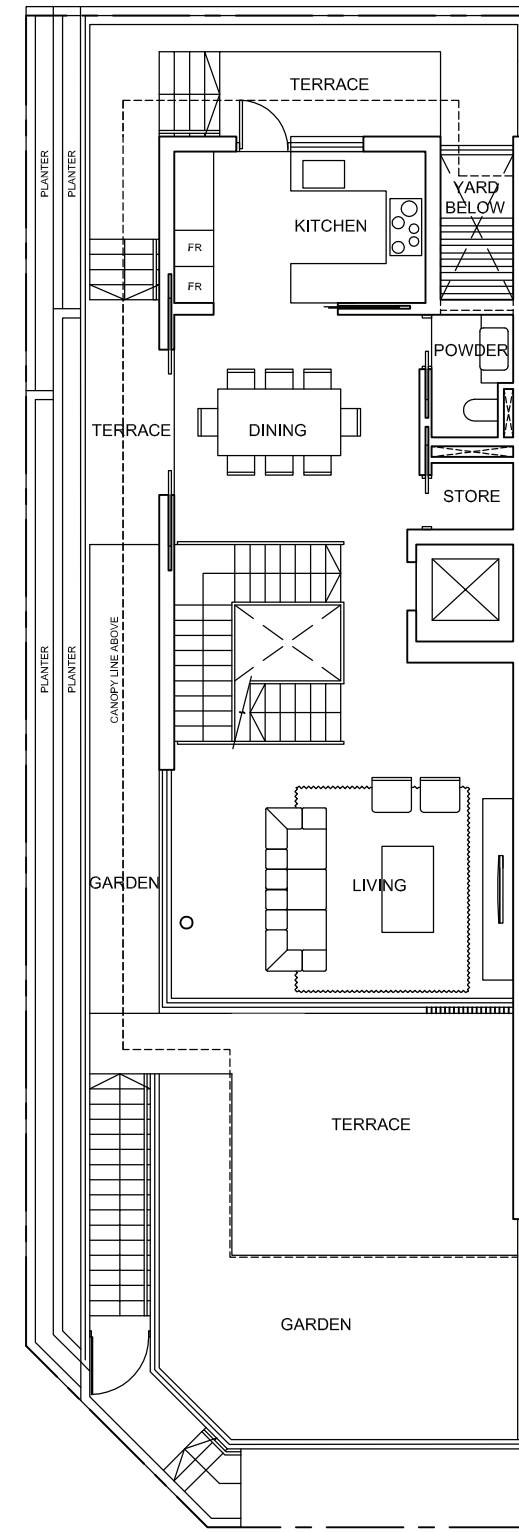 TERRACE
PLANTER
PLANTER
YARD
BELOW
KITCHEN
FR
FR
POWDER
TERRACE
DINING
STORE
PLANTER
PLANTER
CANOPY LINE ABOVE
GARDEN
LIVING
TERRACE
GARDEN